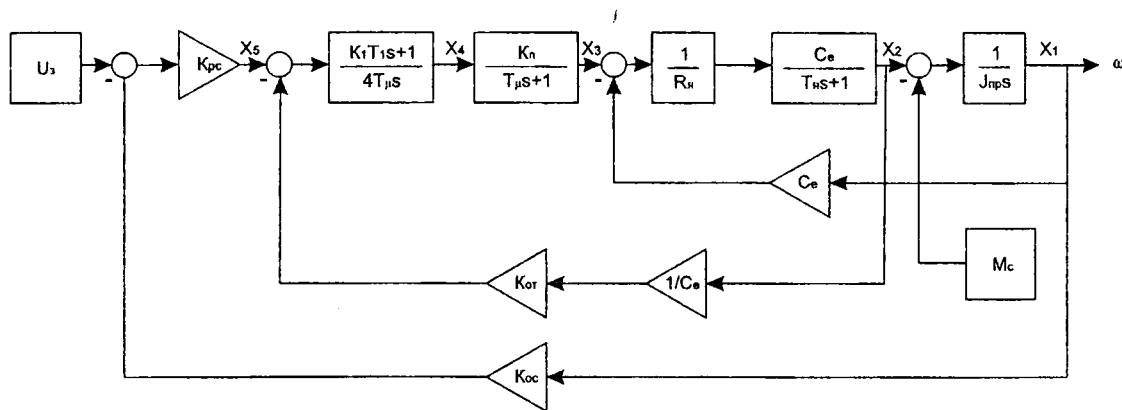 Uз
-
Kрс
X5
-
K1T1s+1
4Tμs
X4
Kп
Tμs+1
X3
-
1
Rя
Cе
Tяs+1
X2
-
1
Jпрs
X1
ω
Cе
Mс
Kот
1/Cе
Kос